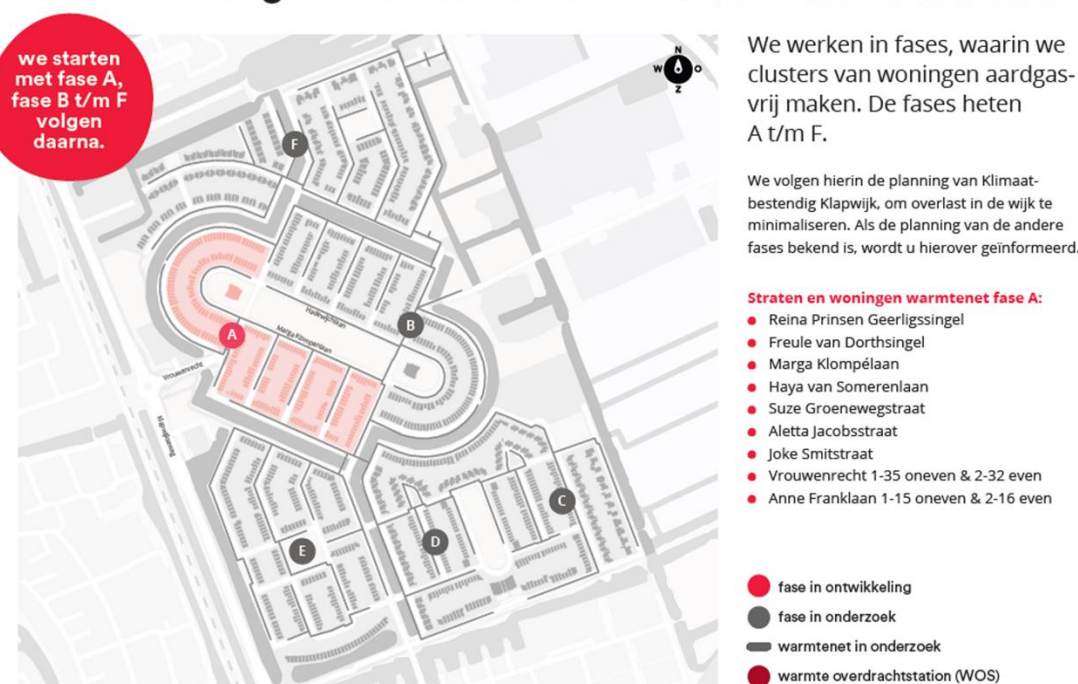 we starten
met fase A,
fase B t/m F
volgen
daarna.
N
W
O
Z
F
B
A
C
D
E
Hadewijchlaan
Marga Klompenlaan
Vrouwenrecht
Klapwijkseweg
We werken in fases, waarin we
clusters van woningen aardgas-
vrij maken. De fases heten
A t/m F.
We volgen hierin de planning van Klimaat-
bestendig Klapwijk, om overlast in de wijk te
minimaliseren. Als de planning van de andere
fases bekend is, wordt u hierover geïnformeerd.
Straten en woningen warmtenet fase A:
Reina Prinsen Geerligssingel
Freule van Dorthsingel
Marga Klompélaan
Haya van Somerenlaan
Suze Groenewegstraat
Aletta Jacobsstraat
Joke Smitstraat
Vrouwenrecht 1-35 oneven & 2-32 even
Anne Franklaan 1-15 oneven & 2-16 even
fase in ontwikkeling
fase in onderzoek
warmtenet in onderzoek
warmte overdrachtstation (WOS)